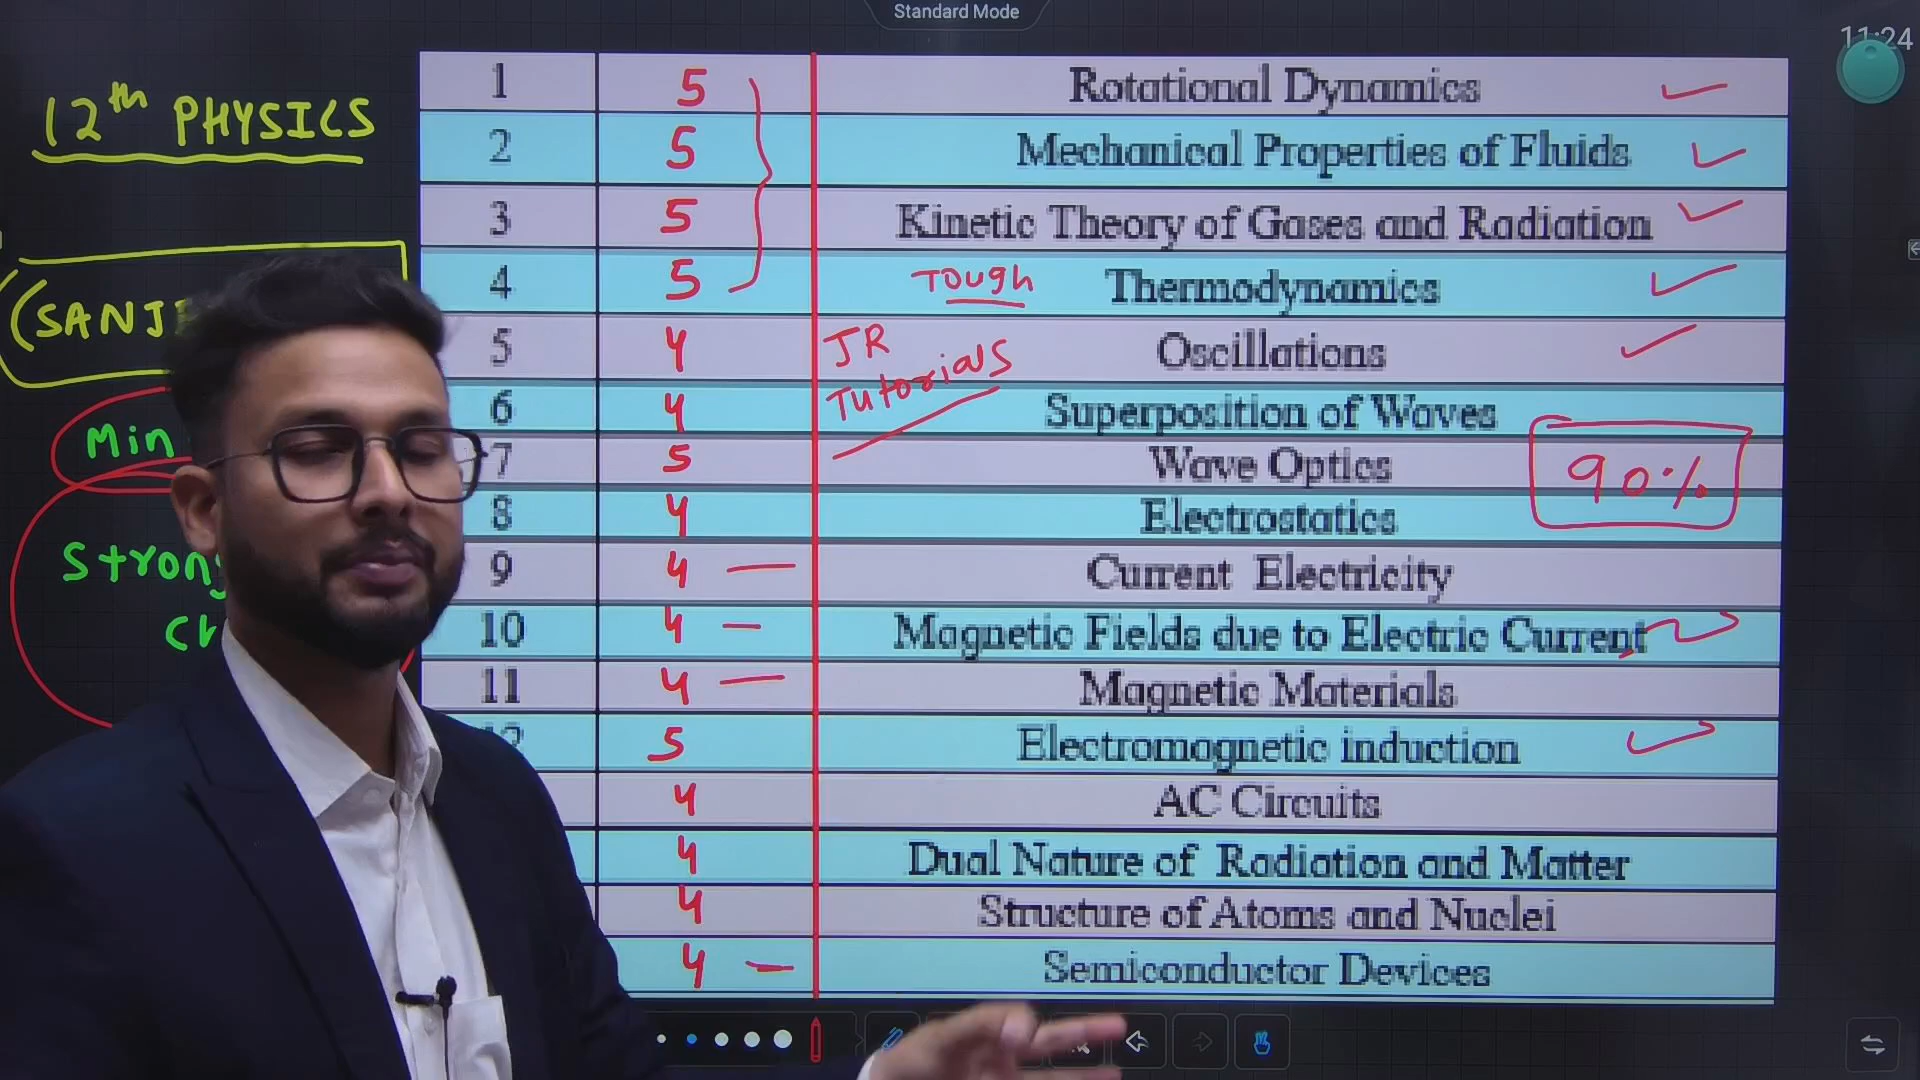 Standard Mode
11:24
12th PHYSICS
1 5 Rotational Dynamics
2 5 Mechanical Properties of Fluids
3 5 Kinetic Theory of Gases and Radiation
4 5 TOUGH Thermodynamics
5 4 JR Oscillations
Tutorials
6 4 Superposition of Waves
7 5 Wave Optics
90%
8 4 Electrostatics
9 4 Current Electricity
10 4 Magnetic Fields due to Electric Current
11 4 Magnetic Materials
5 Electromagnetic induction
4 AC Circuits
4 Dual Nature of Radiation and Matter
4 Structure of Atoms and Nuclei
4 Semiconductor Devices
Min